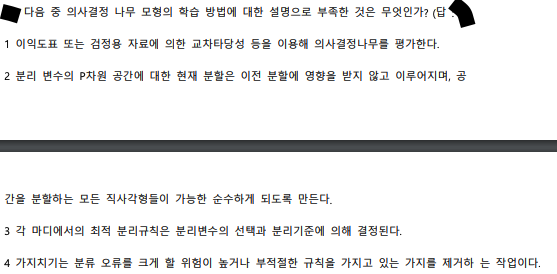 다음 중 의사결정 나무 모형의 학습 방법에 대한 설명으로 부족한 것은 무엇인가? (답
1 이익도표 또는 검정용 자료에 의한 교차타당성 등을 이용해 의사결정나무를 평가한다.
2 분리 변수의 P차원 공간에 대한 현재 분할은 이전 분할에 영향을 받지 않고 이루어지며, 공
간을 분할하는 모든 직사각형들이 가능한 순수하게 되도록 만든다.
3 각 마디에서의 최적 분리규칙은 분리변수의 선택과 분리기준에 의해 결정된다.
4 가지치기는 분류 오류를 크게 할 위험이 높거나 부적절한 규칙을 가지고 있는 가지를 제거하 는 작업이다.